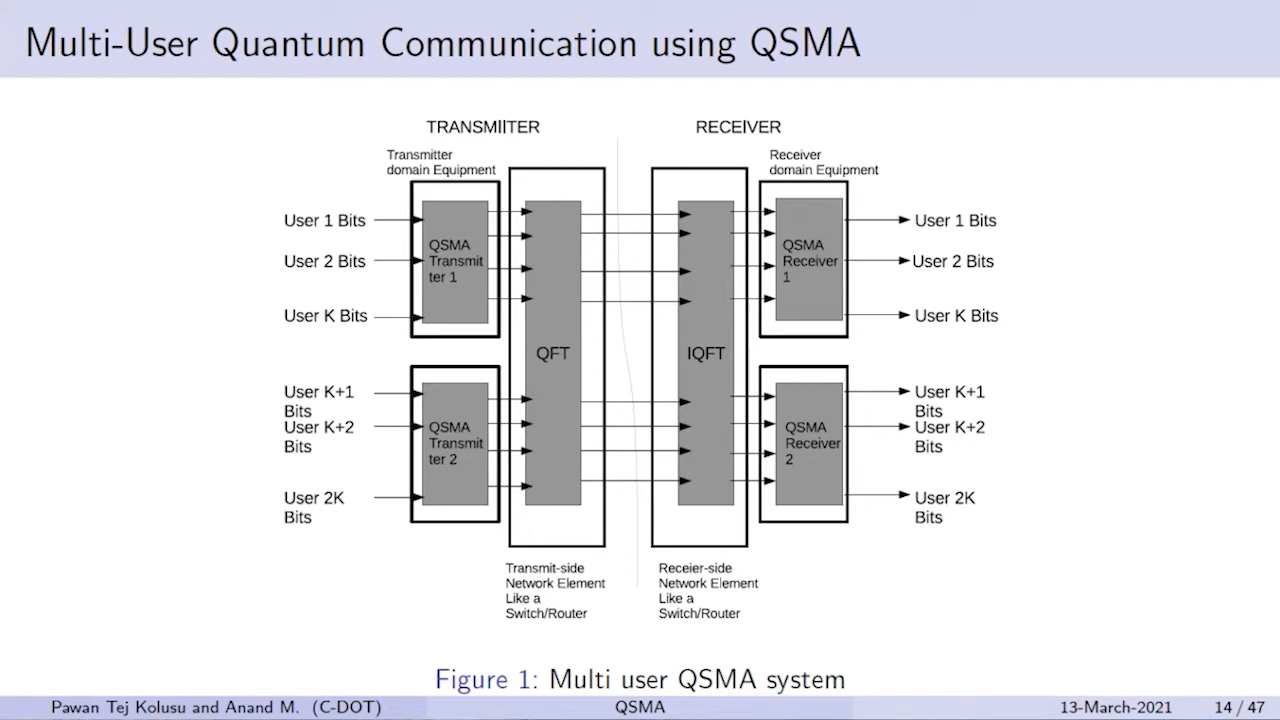 Multi-User Quantum Communication using QSMA
TRANSMIITER
RECEIVER
Transmitter
domain Equipment
Receiver
domain Equipment
User 1 Bits
User 2 Bits
User K Bits
QSMA
Transmit
ter 1
QFT
IQFT
QSMA
Receiver
1
User 1 Bits
User 2 Bits
User K Bits
User K+1
Bits
User K+2
Bits
User 2K
Bits
QSMA
Transmit
ter 2
QSMA
Receiver
2
User K+1
Bits
User K+2
Bits
User 2K
Bits
Transmit-side
Network Element
Like a
Switch/Router
Receier-side
Network Element
Like a
Switch/Router
Figure 1: Multi user QSMA system
Pawan Tej Kolusu and Anand M. (C-DOT)
QSMA
13-March-2021
14 / 47